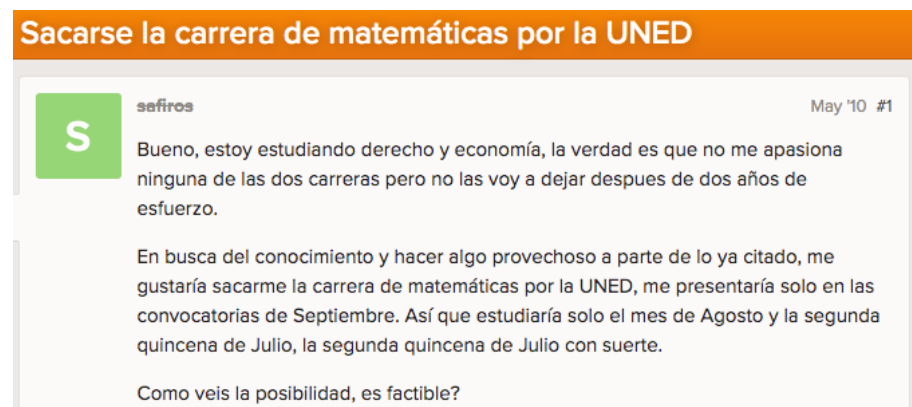 Sacarse la carrera de matemáticas por la UNED
S
safiros
May '10 #1
Bueno, estoy estudiando derecho y economía, la verdad es que no me apasiona
ninguna de las dos carreras pero no las voy a dejar despues de dos años de
esfuerzo.
En busca del conocimiento y hacer algo provechoso a parte de lo ya citado, me
gustaría sacarme la carrera de matemáticas por la UNED, me presentaría solo en las
convocatorias de Septiembre. Así que estudiaría solo el mes de Agosto y la segunda
quincena de Julio, la segunda quincena de Julio con suerte.
Como veis la posibilidad, es factible?